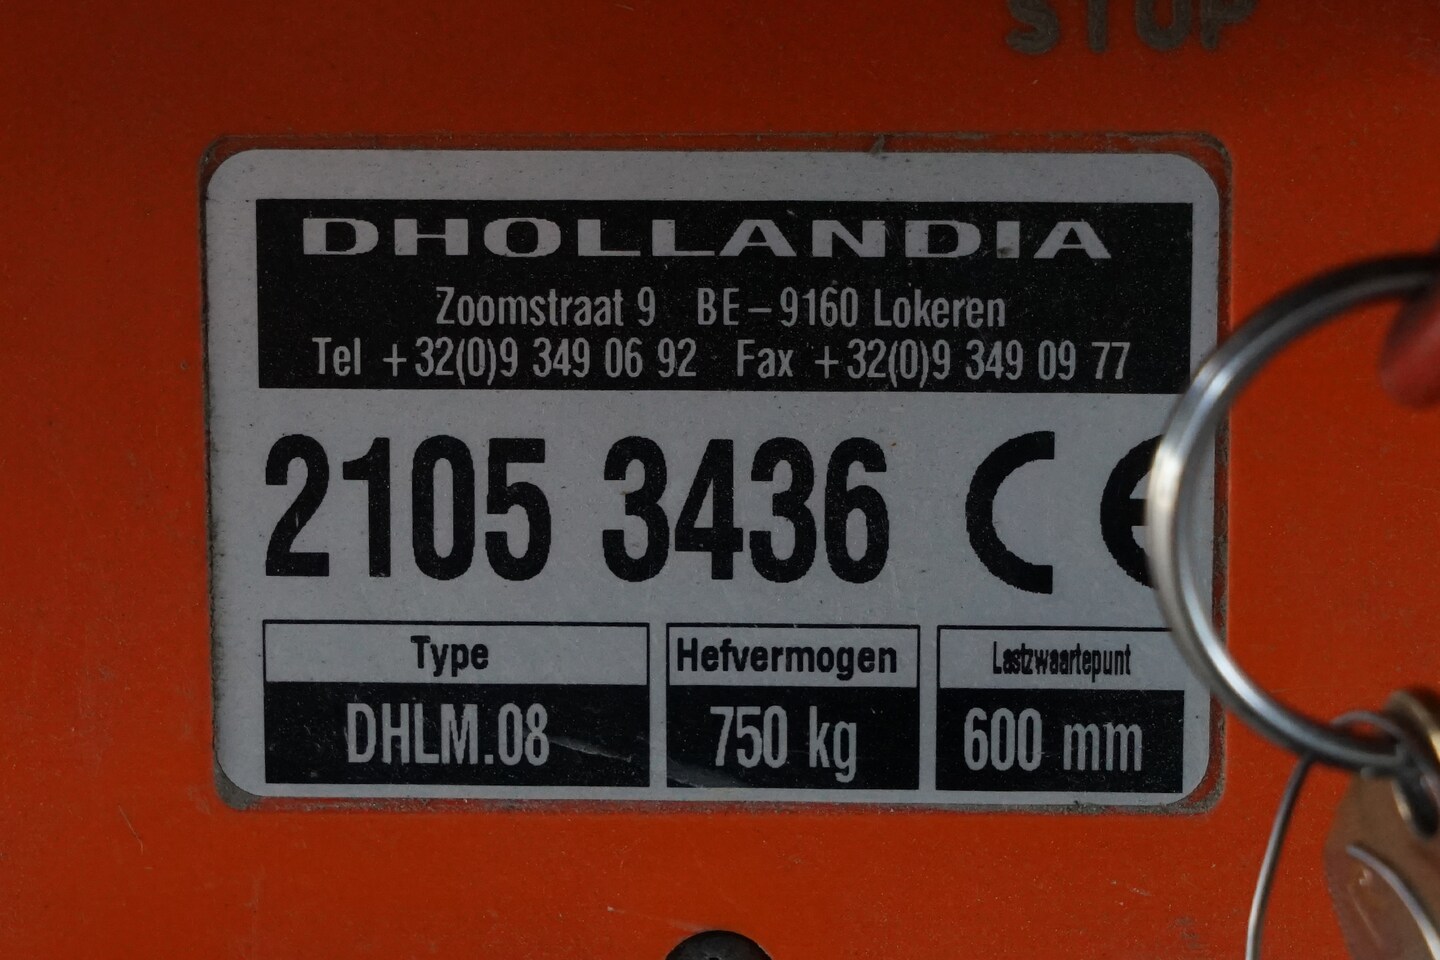 STOP
DHOLLANDIA
Zoomstraat 9 BE – 9160 Lokeren
Tel +32(0)9 349 06 92 Fax +32(0)9 349 09 77
2105 3436 CE
Type Hefvermogen Lastzwaartepunt
DHLM.08 750 kg 600 mm